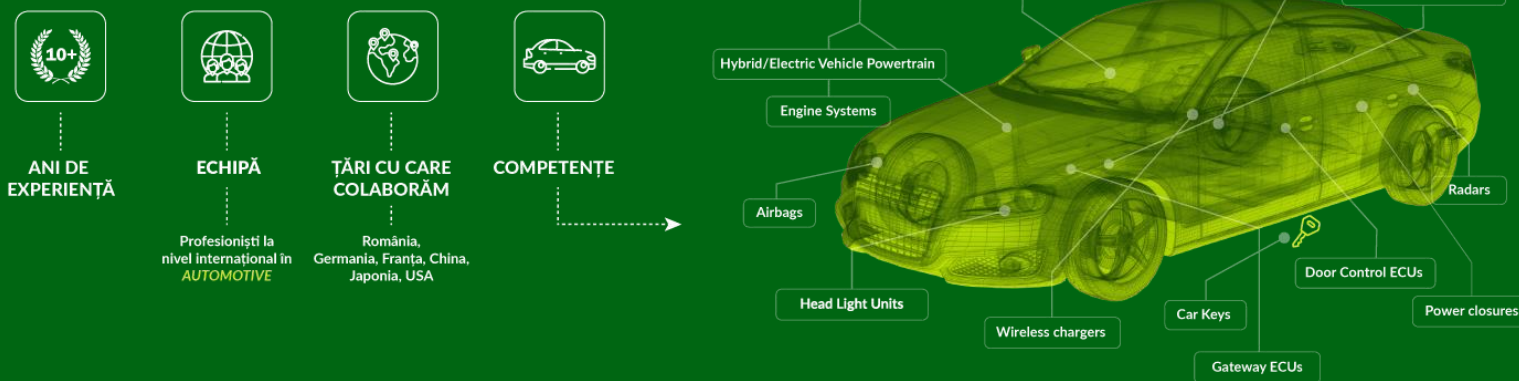 10+
ANI DE
EXPERIENȚĂ
ECHIPĂ
Profesioniști la
nivel internațional în
AUTOMOTIVE
ȚĂRI CU CARE
COLABORĂM
România,
Germania, Franța, China,
Japonia, USA
COMPETENȚE
Hybrid/Electric Vehicle Powertrain
Engine Systems
Airbags
Head Light Units
Wireless chargers
Car Keys
Gateway ECUs
Door Control ECUs
Radars
Power closures